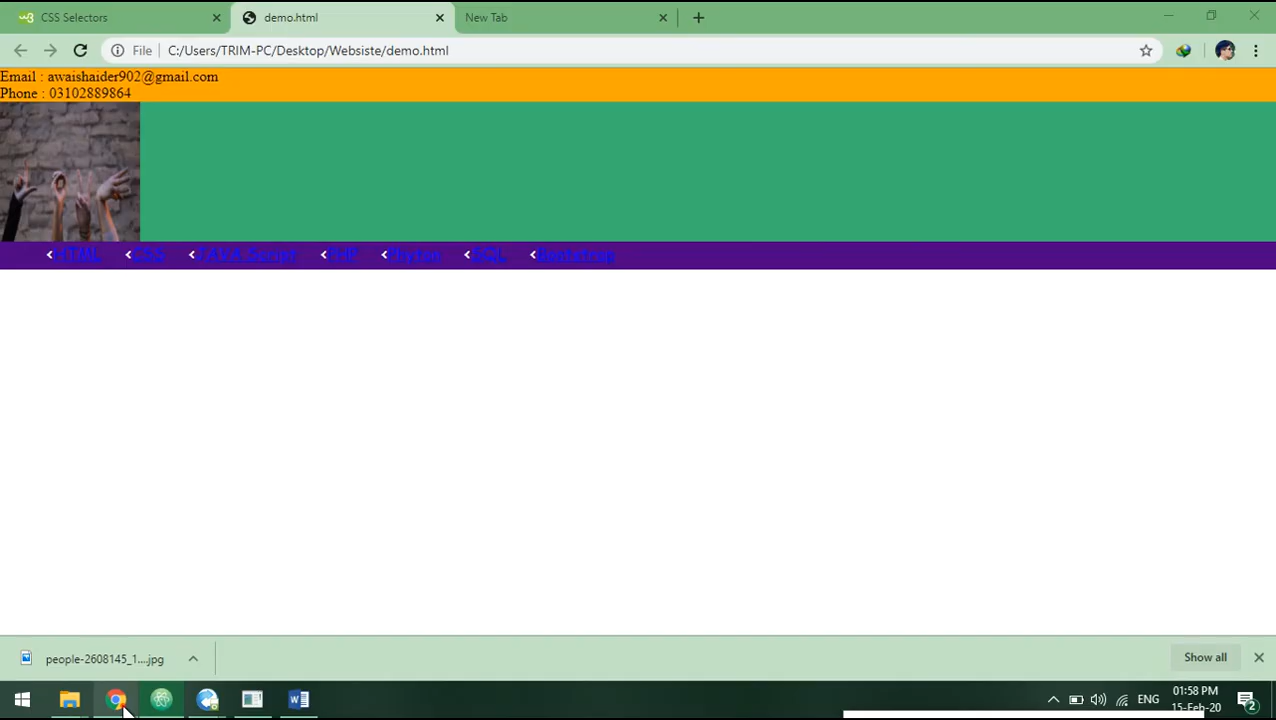 CSS Selectors
demo.html
New Tab
File
C:/Users/TRIM-PC/Desktop/Websiste/demo.html
Email : awaishaider902@gmail.com
Phone : 03102889864
<HTML <CSS <JAVA Script <PHP <Phyton <SQL <Bootstrap
people-2608145_1....jpg
Show all
ENG
01:58 PM
15-Feb-20
2